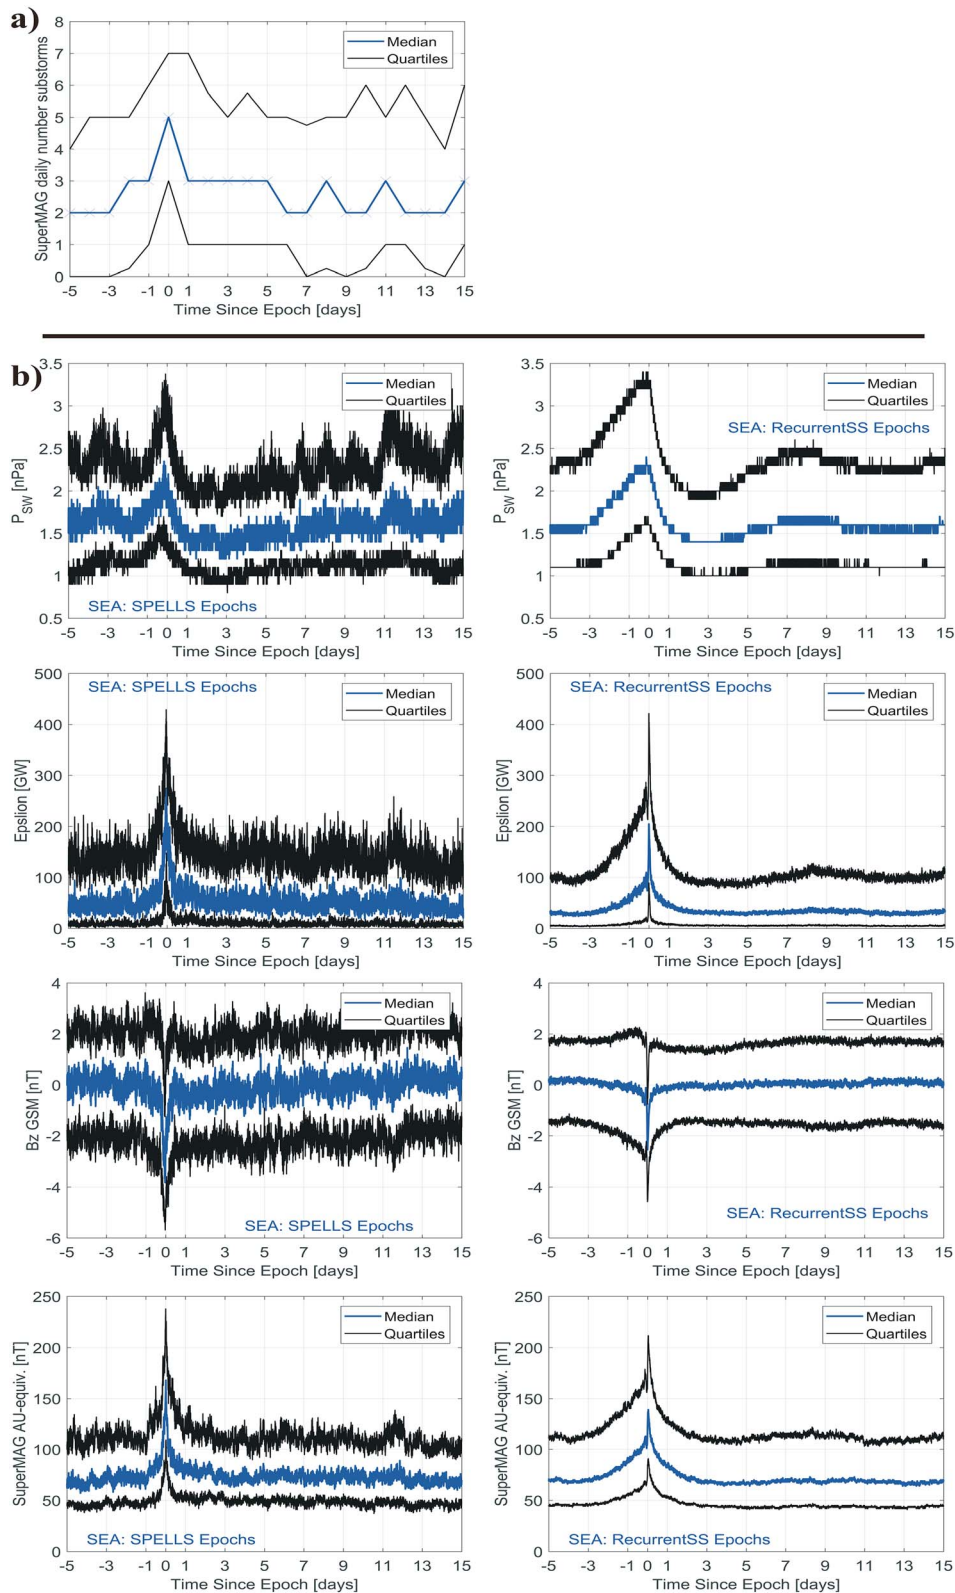 a)
SuperMAG daily number substorms
8
7
6
5
4
3
2
1
0
Median
Quartiles
-5 -3 -1 0 1 3 5 7 9 11 13 15
Time Since Epoch [days]
b)
P_SW [nPa]
3.5
3
2.5
2
1.5
1
0.5
Median
Quartiles
SEA: SPELLS Epochs
-5 -3 -1 0 1 3 5 7 9 11 13 15
Time Since Epoch [days]
P_SW [nPa]
3.5
3
2.5
2
1.5
1
0.5
Median
Quartiles
SEA: RecurrentSS Epochs
-5 -3 -1 0 1 3 5 7 9 11 13 15
Time Since Epoch [days]
Epslion [GW]
500
400
300
200
100
0
SEA: SPELLS Epochs
Median
Quartiles
-5 -3 -1 0 1 3 5 7 9 11 13 15
Time Since Epoch [days]
Epslion [GW]
500
400
300
200
100
0
SEA: RecurrentSS Epochs
Median
Quartiles
-5 -3 -1 0 1 3 5 7 9 11 13 15
Time Since Epoch [days]
Bz GSM [nT]
4
2
0
-2
-4
-6
Median
Quartiles
SEA: SPELLS Epochs
-5 -3 -1 0 1 3 5 7 9 11 13 15
Time Since Epoch [days]
Bz GSM [nT]
4
2
0
-2
-4
-6
Median
Quartiles
SEA: RecurrentSS Epochs
-5 -3 -1 0 1 3 5 7 9 11 13 15
Time Since Epoch [days]
SuperMAG AU-equiv. [nT]
250
200
150
100
50
0
Median
Quartiles
SEA: SPELLS Epochs
-5 -3 -1 0 1 3 5 7 9 11 13 15
Time Since Epoch [days]
SuperMAG AU-equiv. [nT]
250
200
150
100
50
0
Median
Quartiles
SEA: RecurrentSS Epochs
-5 -3 -1 0 1 3 5 7 9 11 13 15
Time Since Epoch [days]